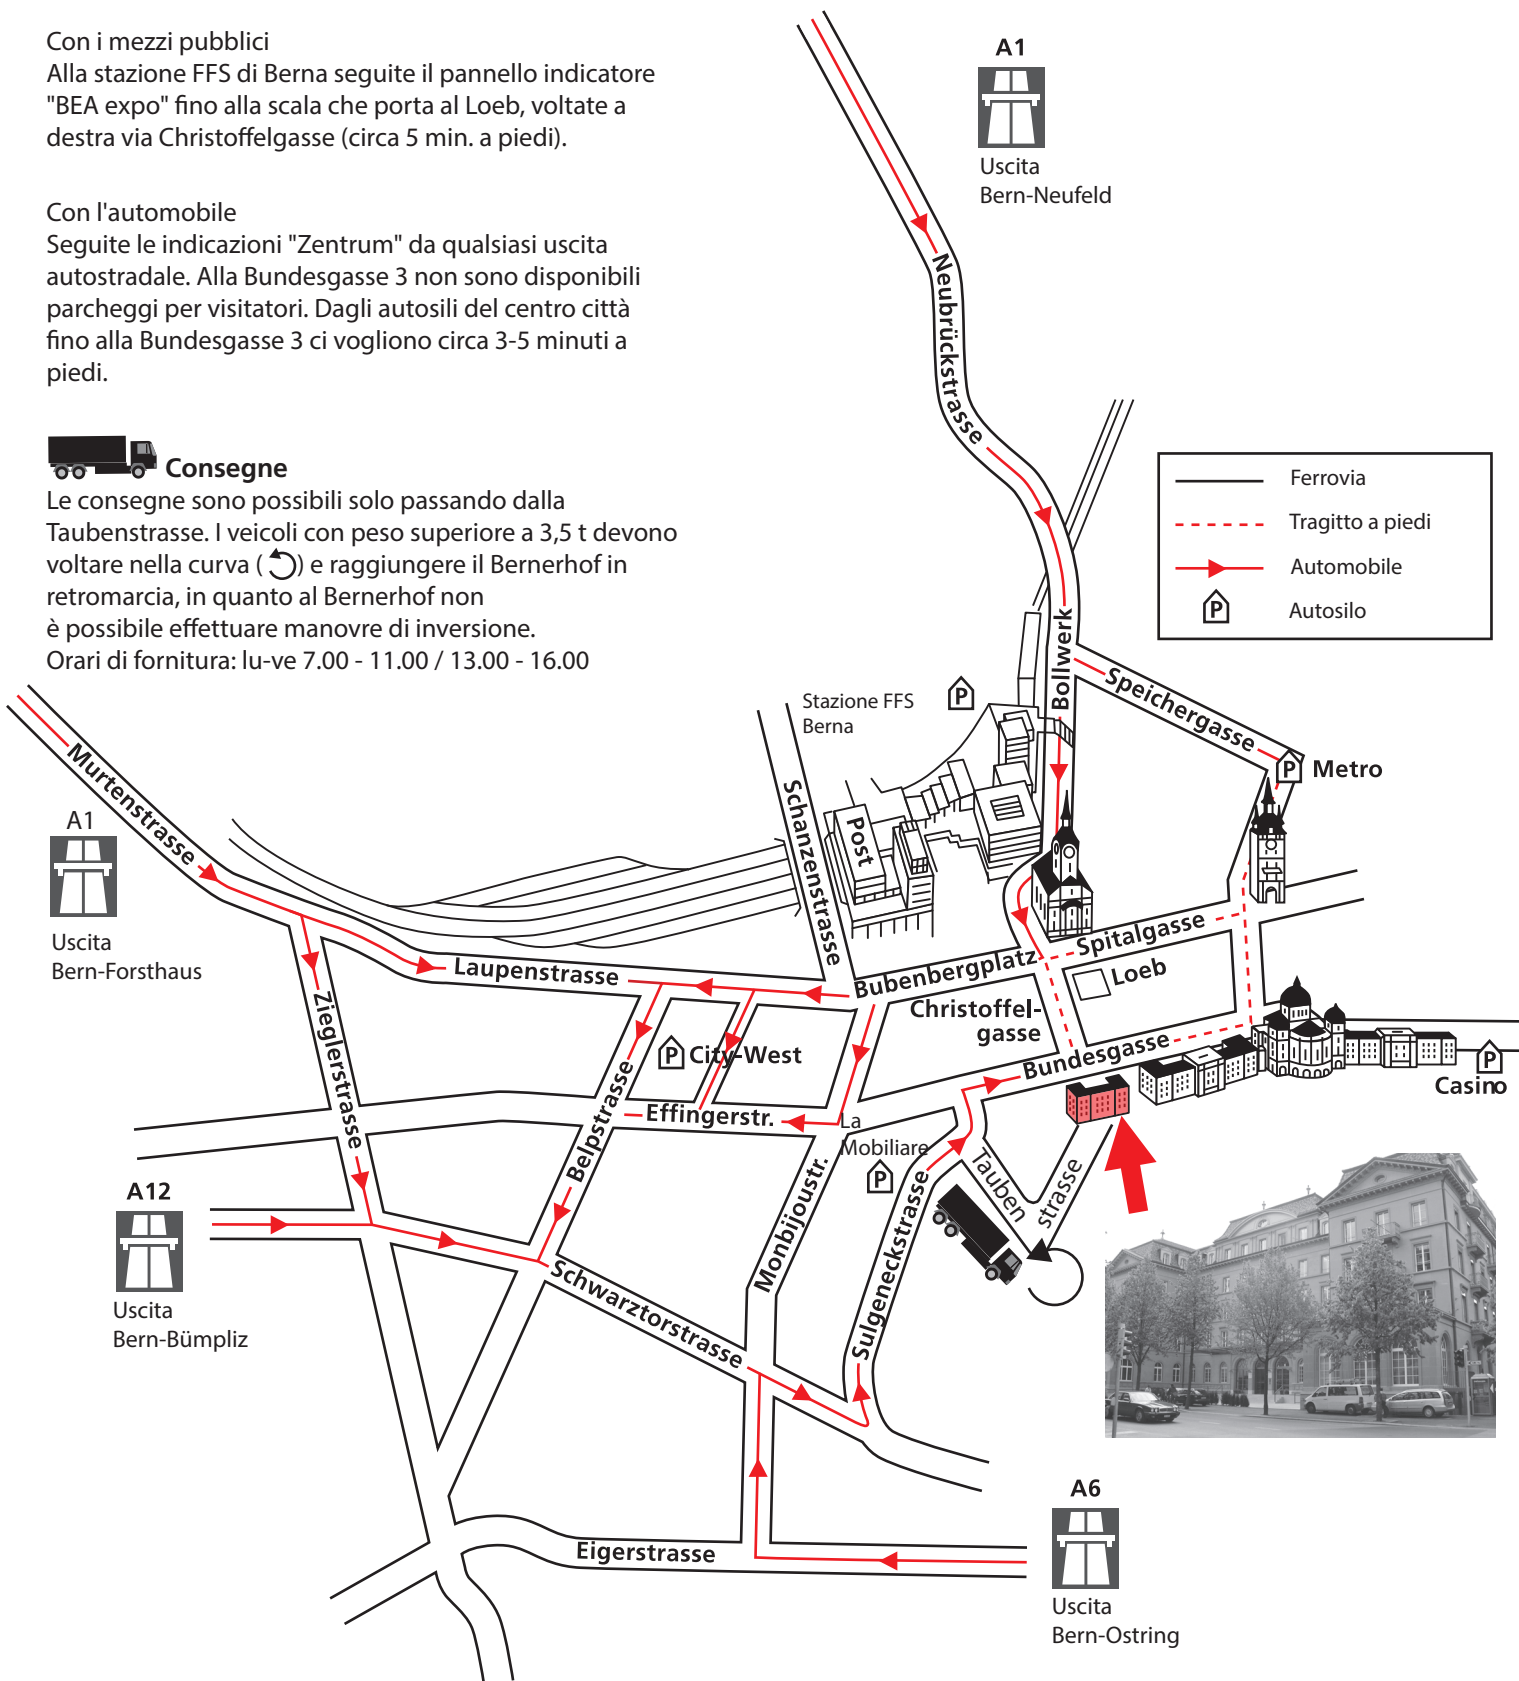 Con i mezzi pubblici
Alla stazione FFS di Berna seguite il pannello indicatore
"BEA expo" fino alla scala che porta al Loeb, voltate a
destra via Christoffelgasse (circa 5 min. a piedi).
Con l'automobile
Seguite le indicazioni "Zentrum" da qualsiasi uscita
autostradale. Alla Bundesgasse 3 non sono disponibili
parcheggi per visitatori. Dagli autosili del centro città
fino alla Bundesgasse 3 ci vogliono circa 3-5 minuti a
piedi.
Consegne
Le consegne sono possibili solo passando dalla
Taubenstrasse. I veicoli con peso superiore a 3,5 t devono
voltare nella curva ( ) e raggiungere il Bernerhof in
retromarcia, in quanto al Bernerhof non
è possibile effettuare manovre di inversione.
Orari di fornitura: lu-ve 7.00 - 11.00 / 13.00 - 16.00
A1
Uscita
Bern-Neufeld
Neubrückstrasse
Ferrovia
Tragitto a piedi
Automobile
P
Autosilo
Bollwerk
Speichergasse
Stazione FFS
Berna
P
P
Metro
Murtenstrasse
A1
Uscita
Bern-Forsthaus
Schanzenstrasse
Post
Laupenstrasse
Bubenbergplatz
Spitalgasse
Loeb
Christoffel-
gasse
Bundesgasse
P
City-West
P
Casino
Zieglerstrasse
Belpstrasse
Effingerstr.
La
Mobiliare
P
Monbijoustr.
Sulgeneckstrasse
Tauben
strasse
A12
Uscita
Bern-Bümpliz
Schwarztorstrasse
Eigerstrasse
A6
Uscita
Bern-Ostring